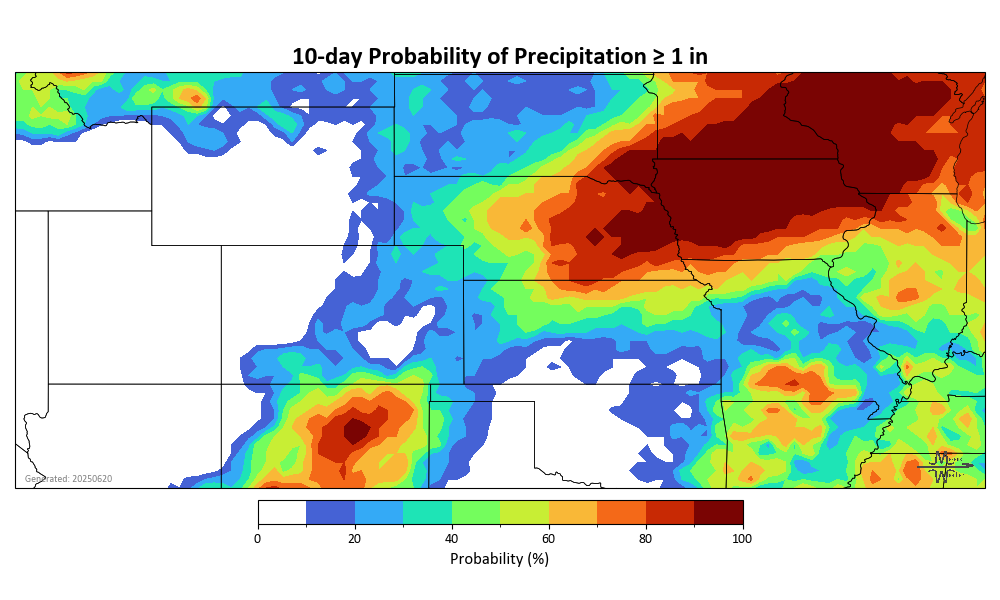 10-day Probability of Precipitation ≥ 1 in
Generated: 20250620
0 20 40 60 80 100
Probability (%)